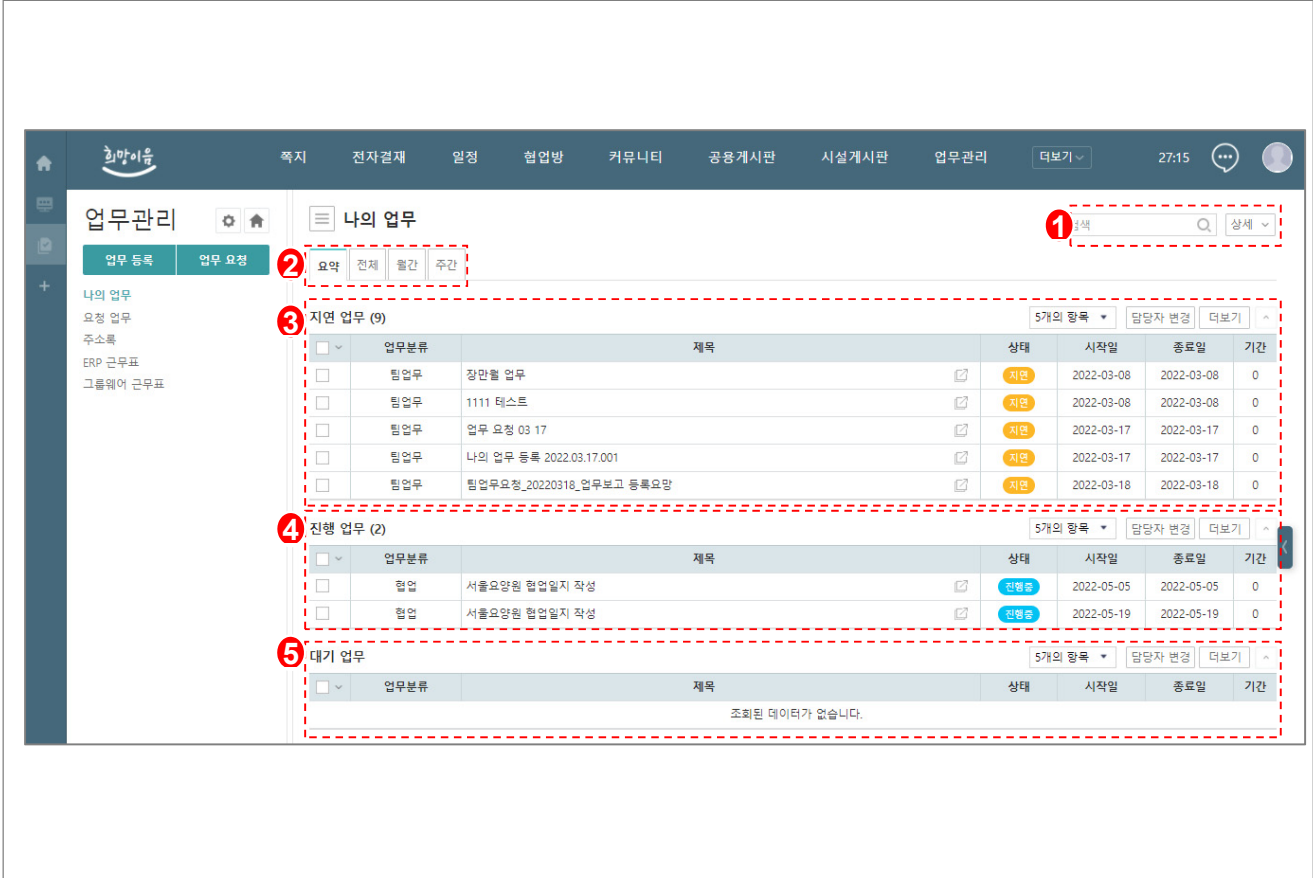 희망이음 쪽지 전자결재 일정 협업방 커뮤니티 공용게시판 시설게시판 업무관리 더보기 27:15
업무관리
업무 등록 업무 요청
나의 업무
요청 업무
주소록
ERP 근무표
그룹웨어 근무표
나의 업무
1 검색 상세
2 요약 전체 월간 주간
3 지연 업무 (9) 5개의 항목 담당자 변경 더보기
업무분류 제목 상태 시작일 종료일 기간
팀업무 장만월 업무 지연 2022-03-08 2022-03-08 0
팀업무 1111 테스트 지연 2022-03-08 2022-03-08 0
팀업무 업무 요청 03 17 지연 2022-03-17 2022-03-17 0
팀업무 나의 업무 등록 2022.03.17.001 지연 2022-03-17 2022-03-17 0
팀업무 팀업무요청_20220318_업무보고 등록요망 지연 2022-03-18 2022-03-18 0
4 진행 업무 (2) 5개의 항목 담당자 변경 더보기
업무분류 제목 상태 시작일 종료일 기간
협업 서울요양원 협업일지 작성 진행중 2022-05-05 2022-05-05 0
협업 서울요양원 협업일지 작성 진행중 2022-05-19 2022-05-19 0
5 대기 업무 5개의 항목 담당자 변경 더보기
업무분류 제목 상태 시작일 종료일 기간
조회된 데이터가 없습니다.